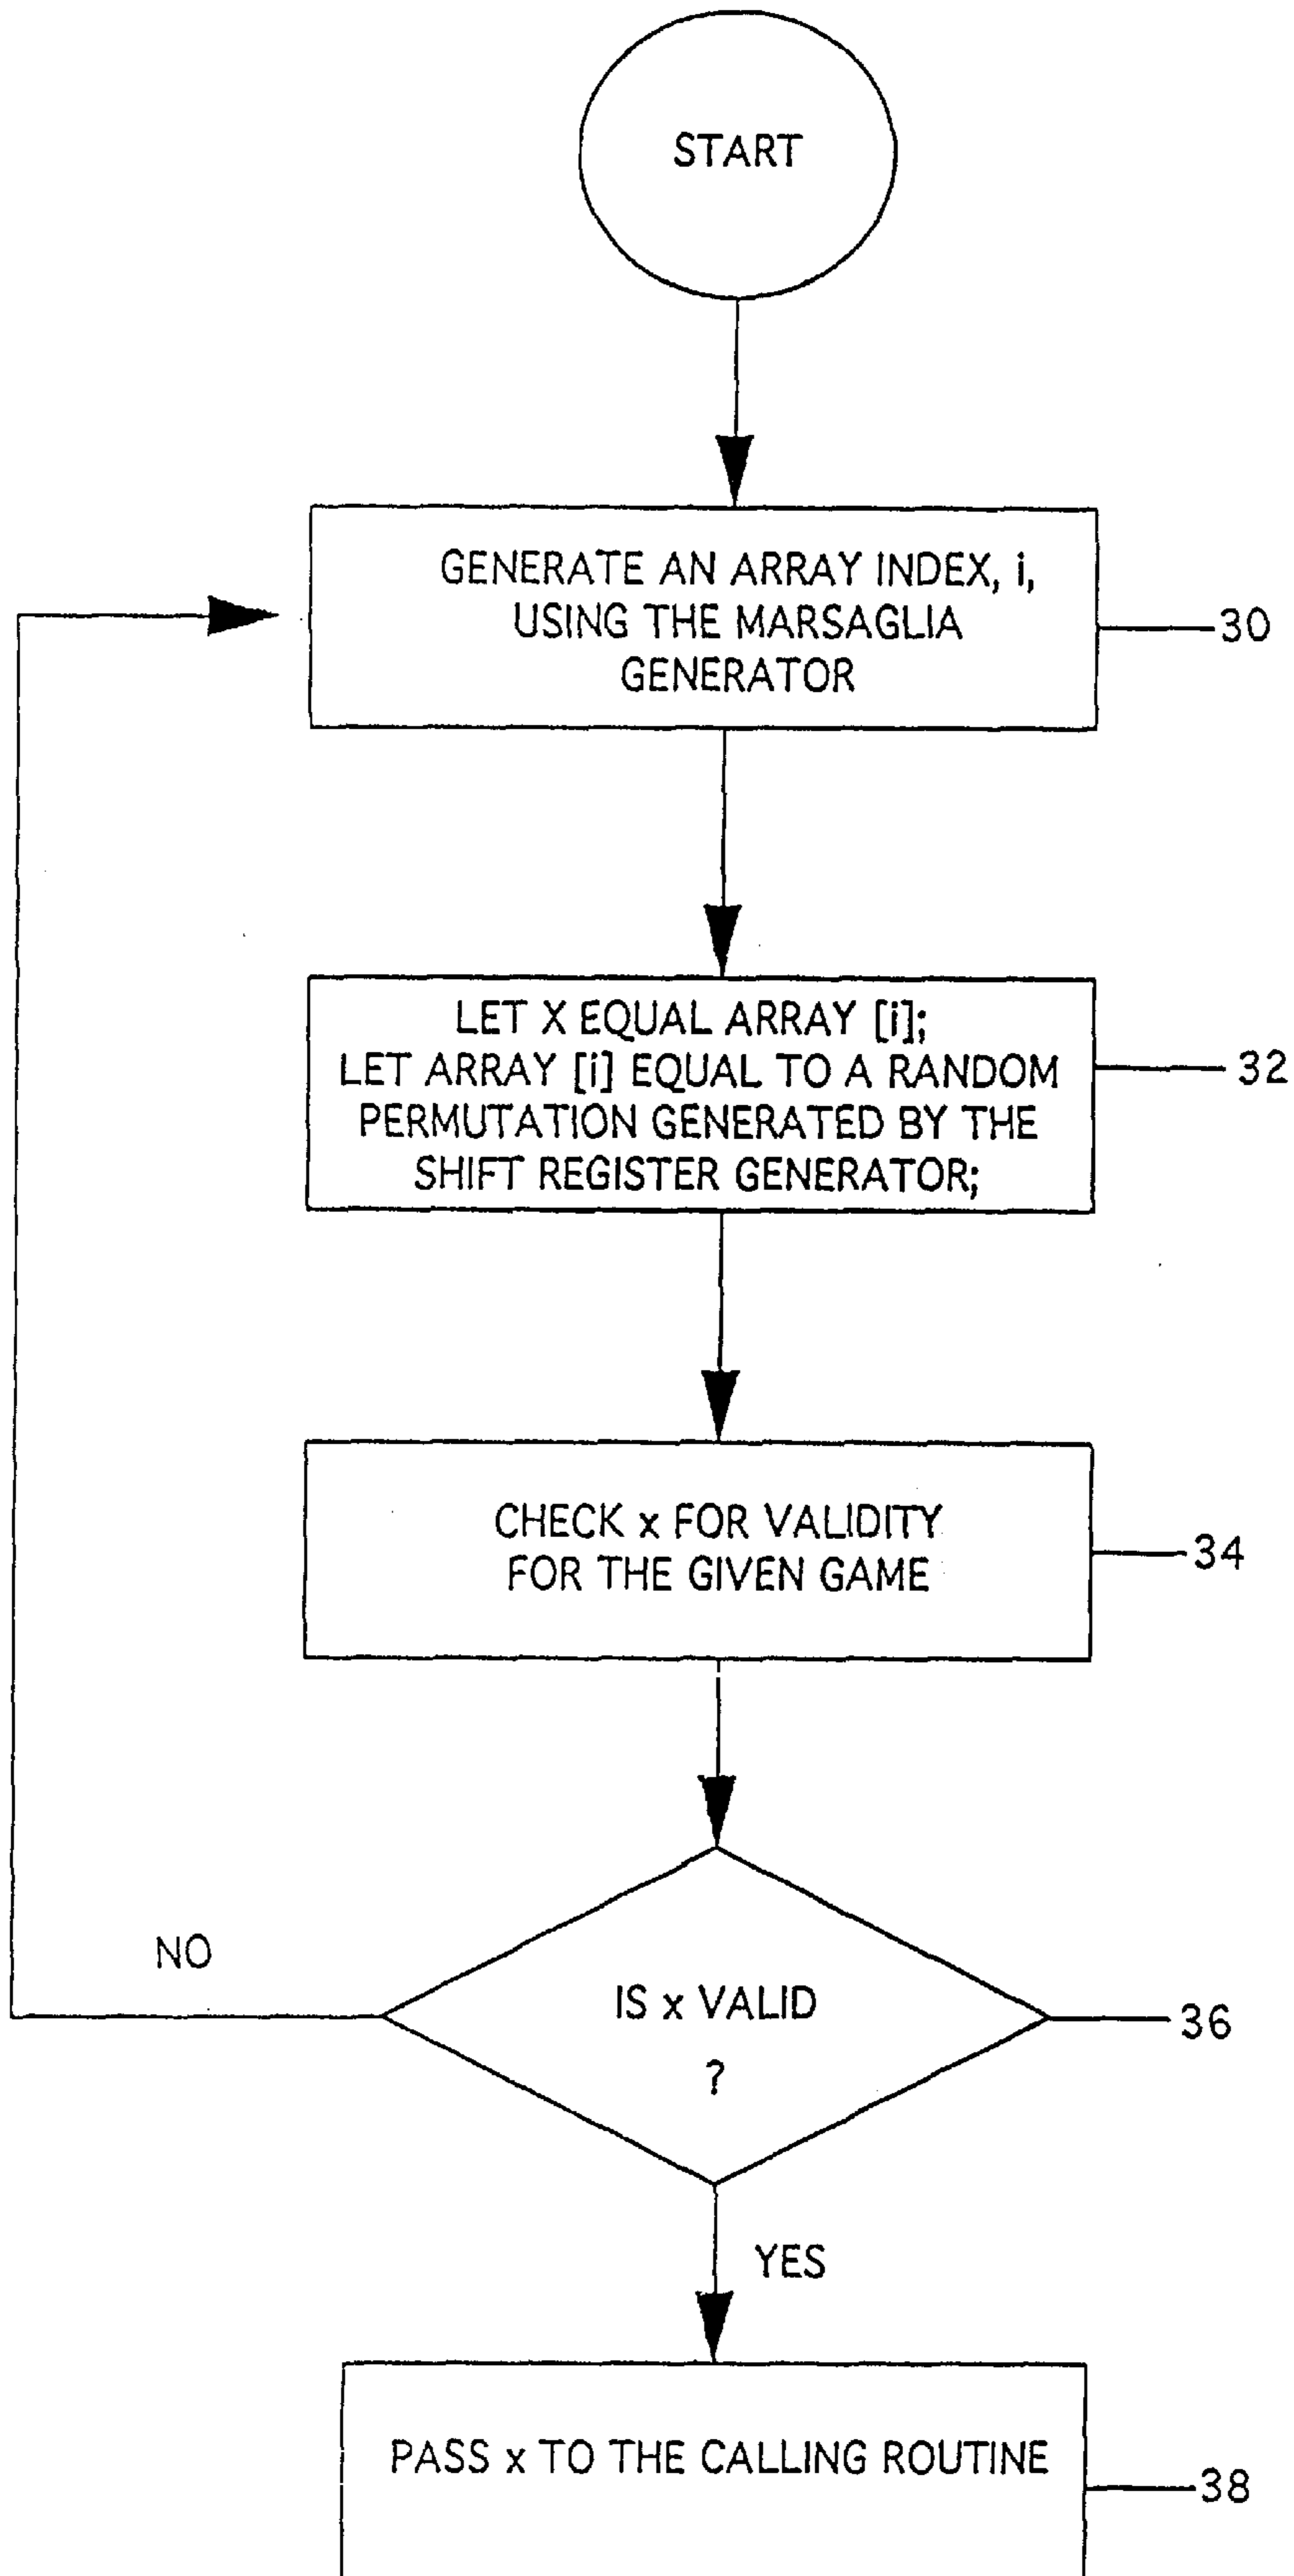 START
GENERATE AN ARRAY INDEX, i,
USING THE MARSAGLIA
GENERATOR
30
LET X EQUAL ARRAY [i];
LET ARRAY [i] EQUAL TO A RANDOM
PERMUTATION GENERATED BY THE
SHIFT REGISTER GENERATOR;
32
CHECK x FOR VALIDITY
FOR THE GIVEN GAME
34
NO
IS x VALID
?
36
YES
PASS x TO THE CALLING ROUTINE
38